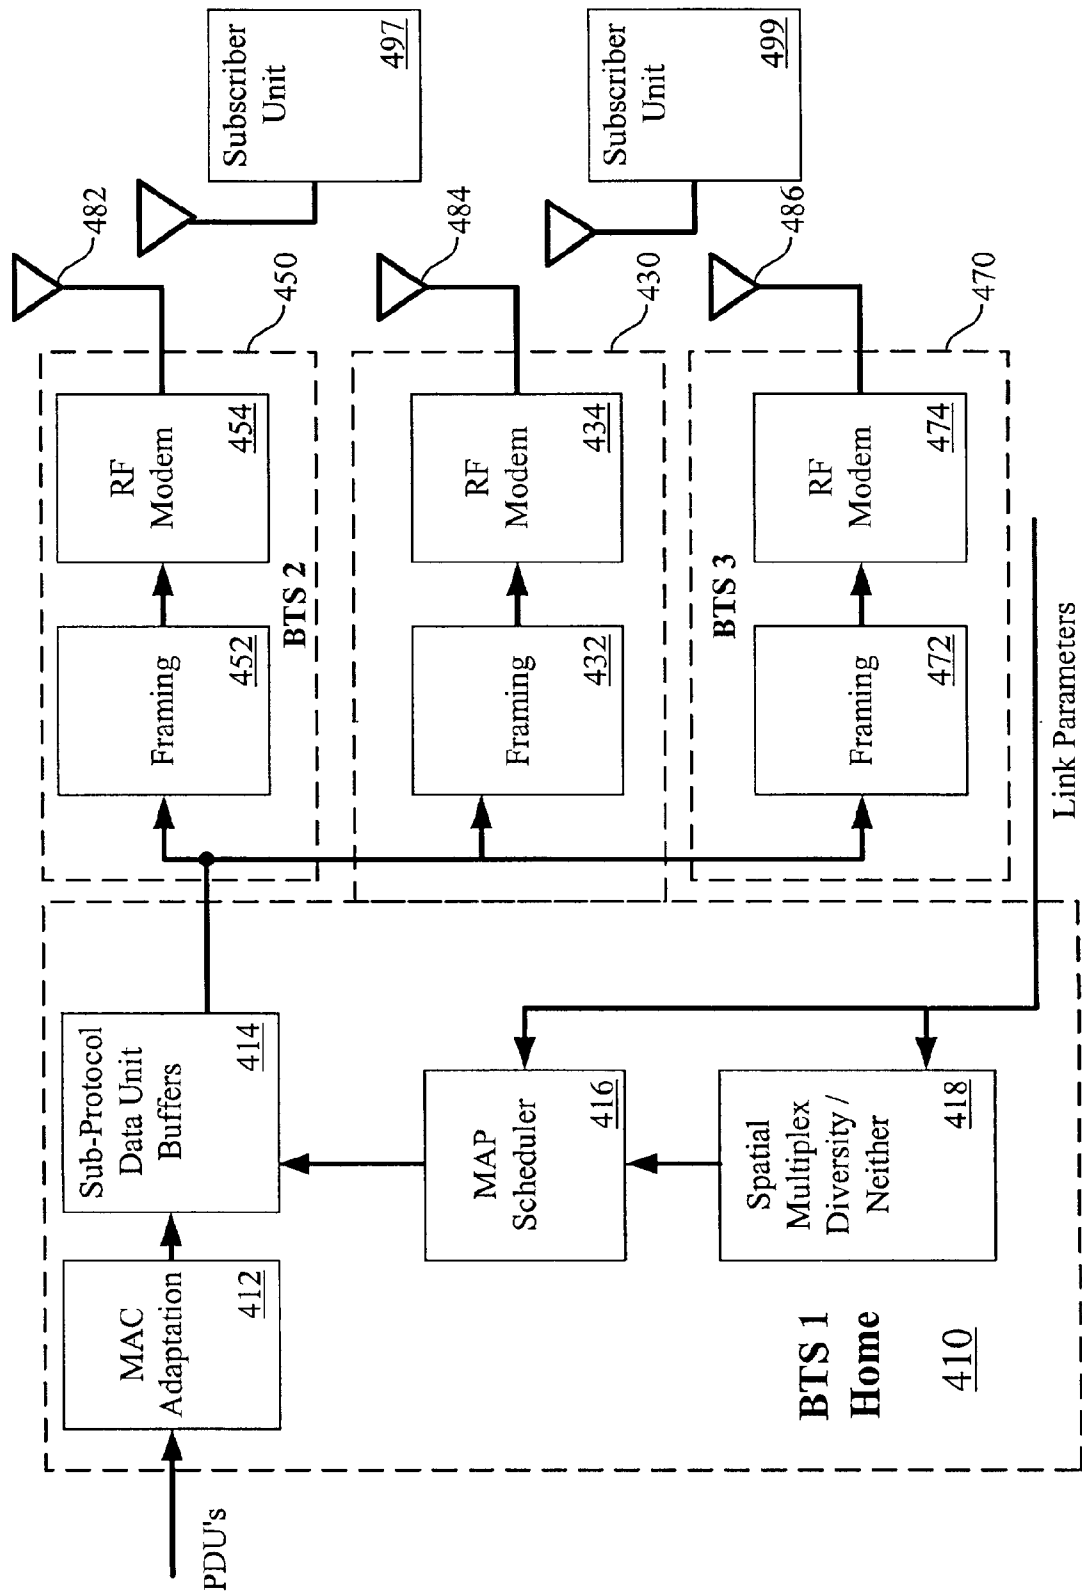 PDU's
MAC
Adaptation
412
Sub-Protocol
Data Unit
Buffers
414
MAP
Scheduler
416
Spatial
Multiplex
Diversity /
Neither
418
BTS 1
Home
410
Framing
452
RF
Modem
454
BTS 2
450
482
Framing
432
RF
Modem
434
430
484
Framing
472
RF
Modem
474
BTS 3
470
486
Subscriber
Unit
497
Subscriber
Unit
499
Link Parameters